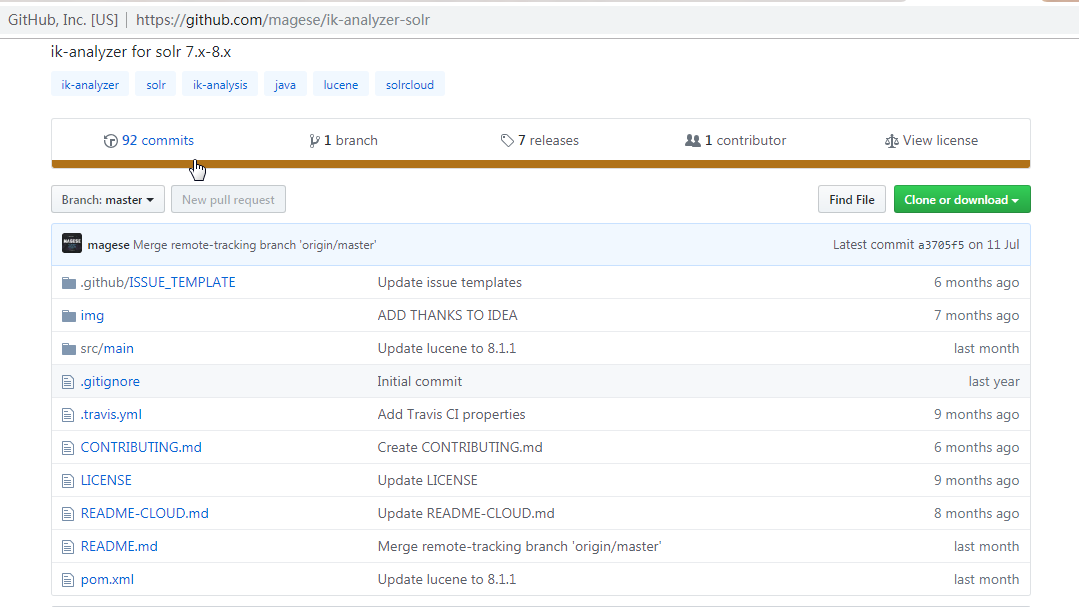 GitHub, Inc. [US] | https://github.com/magese/ik-analyzer-solr
ik-analyzer for solr 7.x-8.x
ik-analyzer solr ik-analysis java lucene solrcloud
92 commits 1 branch 7 releases 1 contributor View license
Branch: master New pull request Find File Clone or download
MAGESE magese Merge remote-tracking branch 'origin/master' Latest commit a3705f5 on 11 Jul
.github/ISSUE_TEMPLATE Update issue templates 6 months ago
img ADD THANKS TO IDEA 7 months ago
src/main Update lucene to 8.1.1 last month
.gitignore Initial commit last year
.travis.yml Add Travis CI properties 9 months ago
CONTRIBUTING.md Create CONTRIBUTING.md 6 months ago
LICENSE Update LICENSE 9 months ago
README-CLOUD.md Update README-CLOUD.md 8 months ago
README.md Merge remote-tracking branch 'origin/master' last month
pom.xml Update lucene to 8.1.1 last month